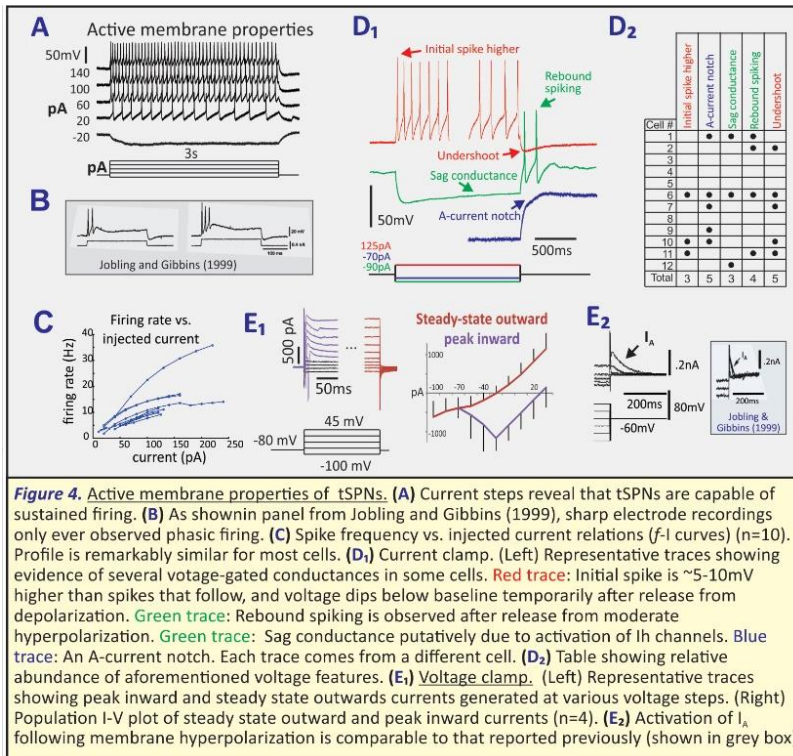 A
Active membrane properties
50mV
140
100
60
20
-20
pA
3s
pA
B
20 mV
100 ms
Jobling and Gibbins (1999)
C
Firing rate vs.
injected current
firing rate (Hz)
40
30
20
10
0
0 50 100 150 200 250
current (pA)
D1
Initial spike higher
Rebound
spiking
Undershoot
Sag conductance
A-current notch
50mV
500ms
125pA
-70pA
-90pA
D2
Initial spike higher
A-current notch
Sag conductance
Rebound spiking
Undershoot
Cell #
1 • • •
2 • •
3
4
5
6 • • • • •
7 • •
8
9 •
10 • • •
11 • • •
12 •
Total 3 5 3 4 5
E1
500 pA
...
50ms
45 mV
-80 mV
-100 mV
Steady-state outward
peak inward
1000
-100 -70 -40 20
pA
-1000
E2
IA
.2nA
200ms
80mV
-60mV
IA
.2nA
200ms
Jobling &
Gibbins (1999)
Figure 4. Active membrane properties of tSPNs. (A) Current steps reveal that tSPNs are capable of
sustained firing. (B) As shownin panel from Jobling and Gibbins (1999), sharp electrode recordings
only ever observed phasic firing. (C) Spike frequency vs. injected current relations (f-I curves) (n=10).
Profile is remarkably similar for most cells. (D1) Current clamp. (Left) Representative traces showing
evidence of several voltage-gated conductances in some cells. Red trace: Initial spike is ~5-10mV
higher than spikes that follow, and voltage dips below baseline temporarily after release from
depolarization. Green trace: Rebound spiking is observed after release from moderate
hyperpolarization. Green trace: Sag conductance putatively due to activation of Ih channels. Blue
trace: An A-current notch. Each trace comes from a different cell. (D2) Table showing relative
abundance of aforementioned voltage features. (E1) Voltage clamp. (Left) Representative traces
showing peak inward and steady state outwards currents generated at various voltage steps. (Right)
Population I-V plot of steady state outward and peak inward currents (n=4). (E2) Activation of IA
following membrane hyperpolarization is comparable to that reported previously (shown in grey box